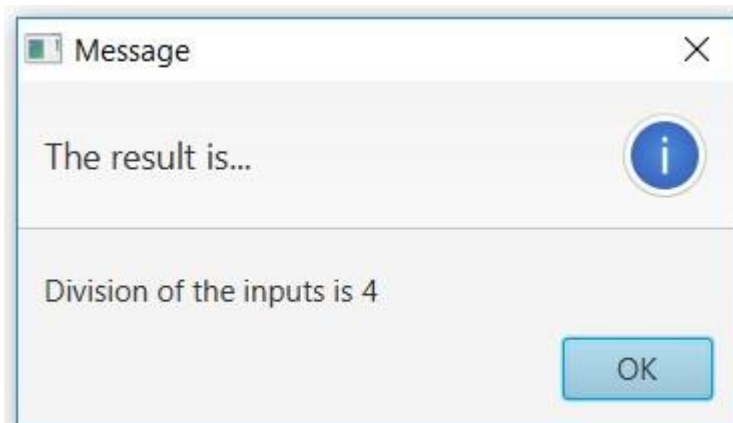 Message
The result is...
i
Division of the inputs is 4
OK